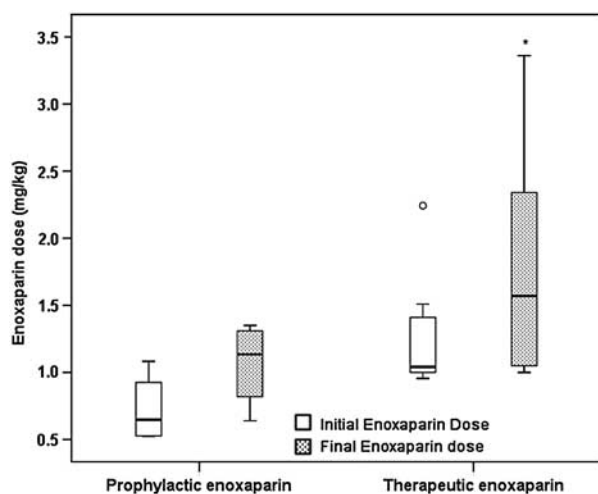 Enoxaparin dose (mg/kg)
3.5
3.0
2.5
2.0
1.5
1.0
0.5
*
Initial Enoxaparin Dose
Final Enoxaparin dose
Prophylactic enoxaparin
Therapeutic enoxaparin